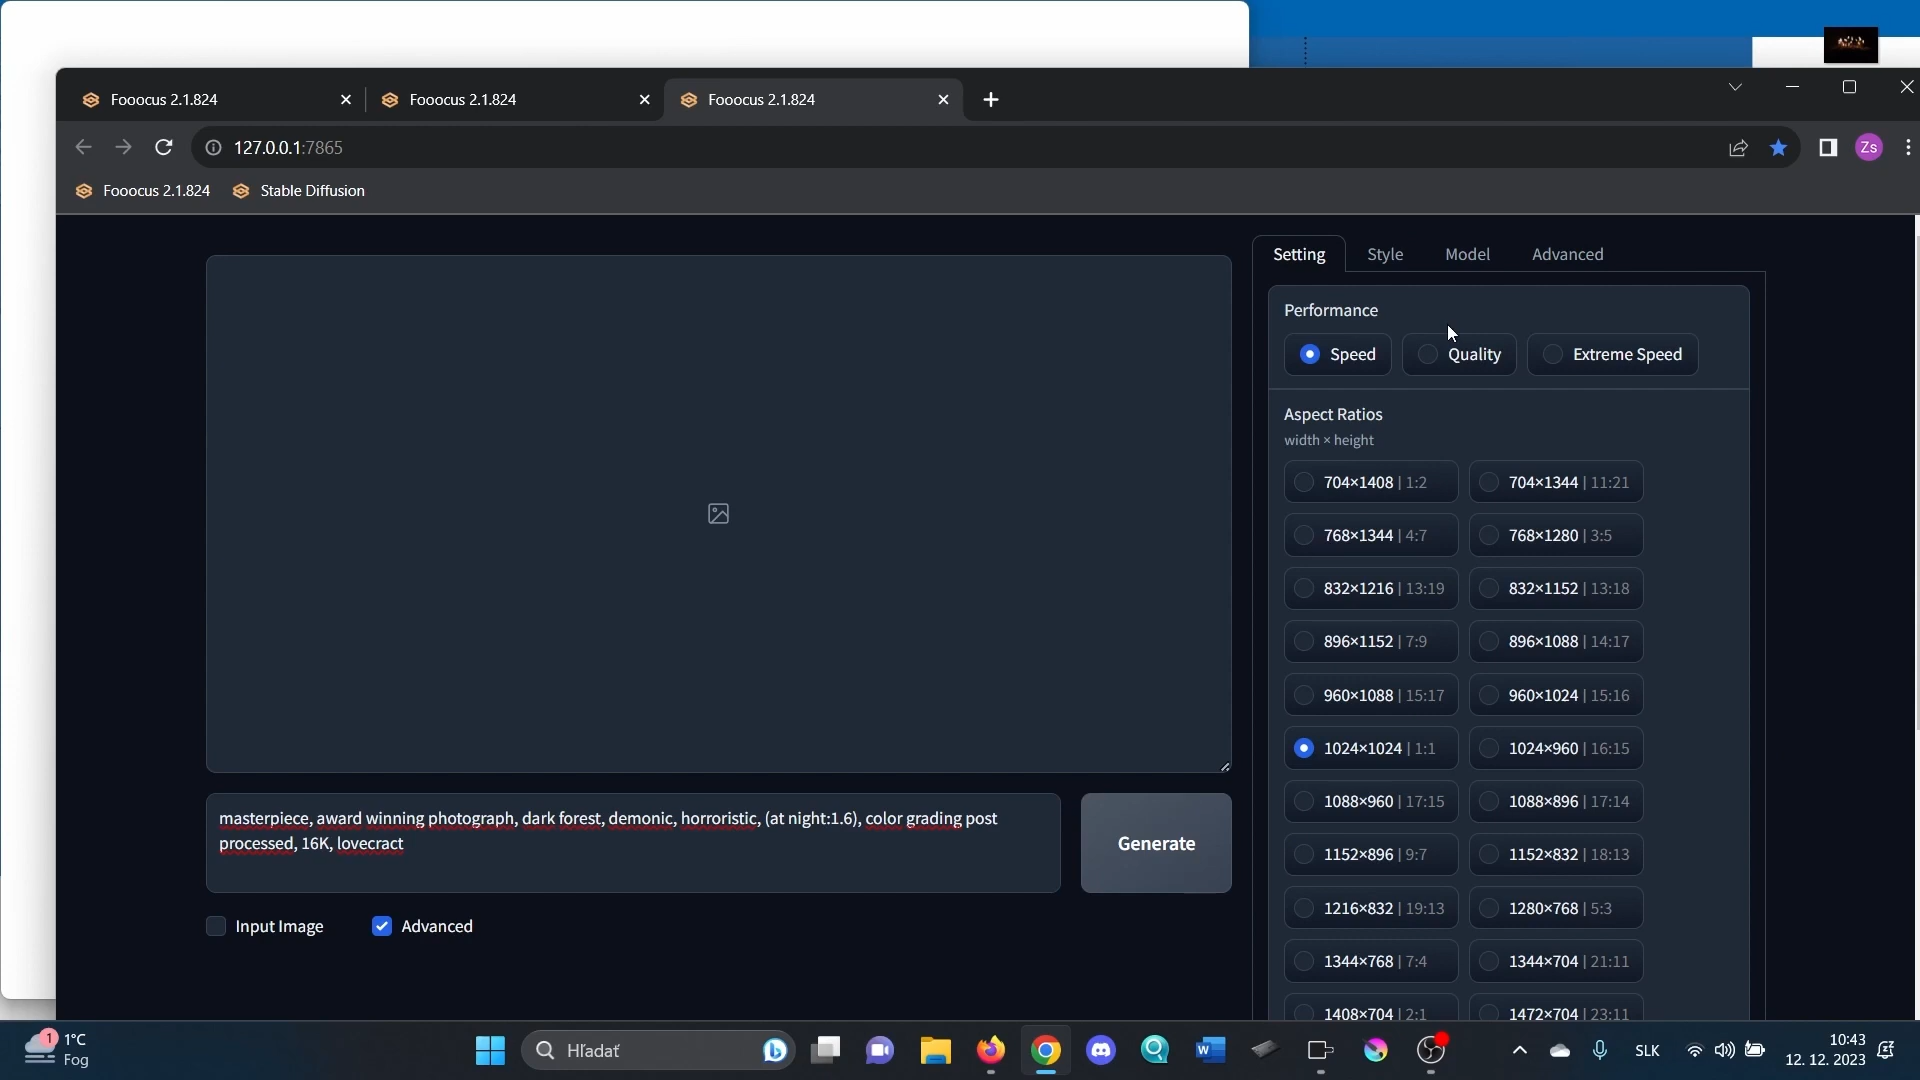 Fooocus 2.1.824
Fooocus 2.1.824
Fooocus 2.1.824
127.0.0.1:7865
Zs
Fooocus 2.1.824
Stable Diffusion
Setting
Style
Model
Advanced
Performance
Speed
Quality
Extreme Speed
Aspect Ratios
width × height
704×1408 | 1:2
704×1344 | 11:21
768×1344 | 4:7
768×1280 | 3:5
832×1216 | 13:19
832×1152 | 13:18
896×1152 | 7:9
896×1088 | 14:17
960×1088 | 15:17
960×1024 | 15:16
1024×1024 | 1:1
1024×960 | 16:15
1088×960 | 17:15
1088×896 | 17:14
1152×896 | 9:7
1152×832 | 18:13
1216×832 | 19:13
1280×768 | 5:3
1344×768 | 7:4
1344×704 | 21:11
1408×704 | 2:1
1472×704 | 23:11
masterpiece, award winning photograph, dark forest, demonic, horroristic, (at night:1.6), color grading post
processed, 16K, lovecract
Generate
Input Image
Advanced
1
1°C
Fog
Hľadať
W
SLK
10:43
12. 12. 2023